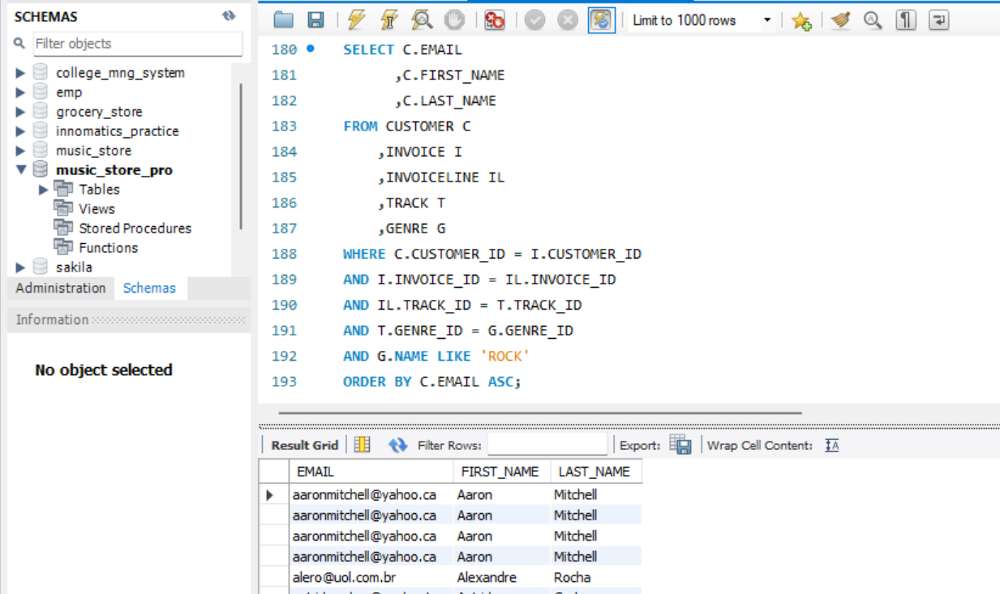 SCHEMAS
Filter objects
college_mng_system
emp
grocery_store
innomatics_practice
music_store
music_store_pro
Tables
Views
Stored Procedures
Functions
sakila
Administration Schemas
Information
No object selected
Limit to 1000 rows
180 SELECT C.EMAIL
181 ,C.FIRST_NAME
182 ,C.LAST_NAME
183 FROM CUSTOMER C
184 ,INVOICE I
185 ,INVOICELINE IL
186 ,TRACK T
187 ,GENRE G
188 WHERE C.CUSTOMER_ID = I.CUSTOMER_ID
189 AND I.INVOICE_ID = IL.INVOICE_ID
190 AND IL.TRACK_ID = T.TRACK_ID
191 AND T.GENRE_ID = G.GENRE_ID
192 AND G.NAME LIKE 'ROCK'
193 ORDER BY C.EMAIL ASC;
Result Grid Filter Rows: Export: Wrap Cell Content: IA
EMAIL FIRST_NAME LAST_NAME
aaronmitchell@yahoo.ca Aaron Mitchell
aaronmitchell@yahoo.ca Aaron Mitchell
aaronmitchell@yahoo.ca Aaron Mitchell
aaronmitchell@yahoo.ca Aaron Mitchell
alero@uol.com.br Alexandre Rocha